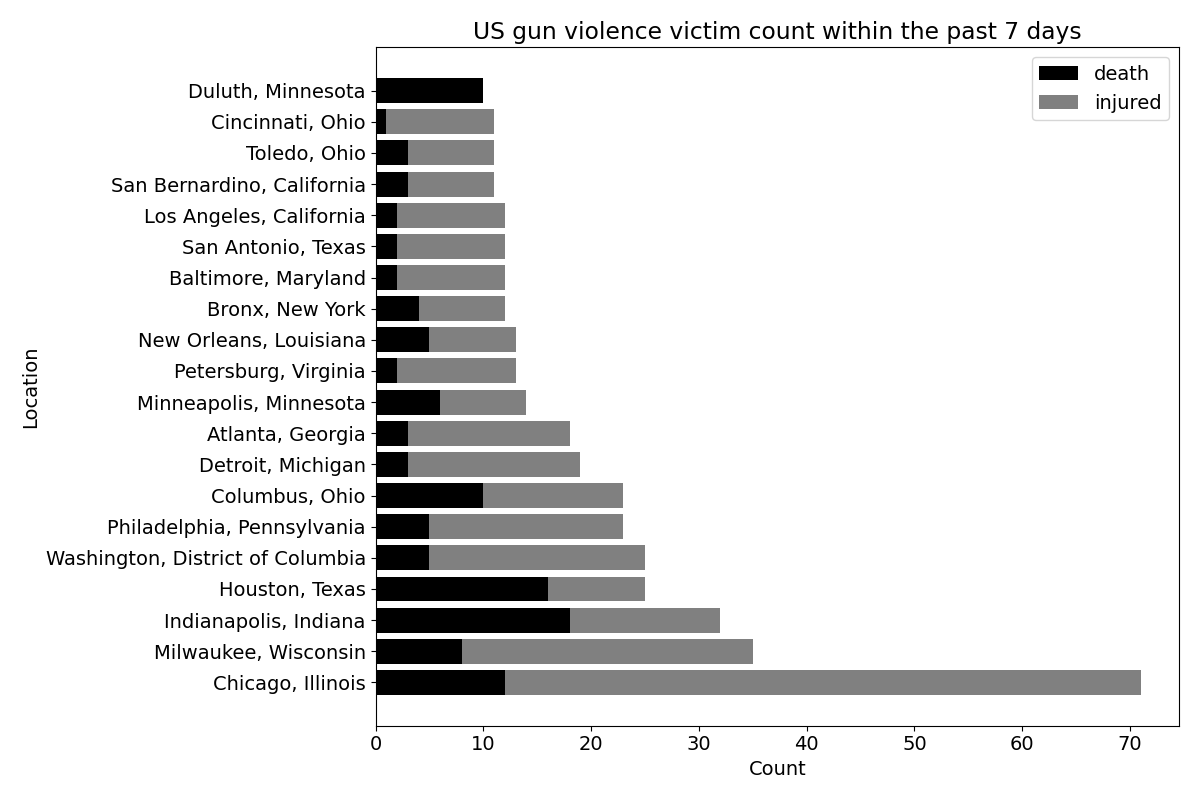 US gun violence victim count within the past 7 days
death
injured
Location
Duluth, Minnesota
Cincinnati, Ohio
Toledo, Ohio
San Bernardino, California
Los Angeles, California
San Antonio, Texas
Baltimore, Maryland
Bronx, New York
New Orleans, Louisiana
Petersburg, Virginia
Minneapolis, Minnesota
Atlanta, Georgia
Detroit, Michigan
Columbus, Ohio
Philadelphia, Pennsylvania
Washington, District of Columbia
Houston, Texas
Indianapolis, Indiana
Milwaukee, Wisconsin
Chicago, Illinois
0 10 20 30 40 50 60 70
Count